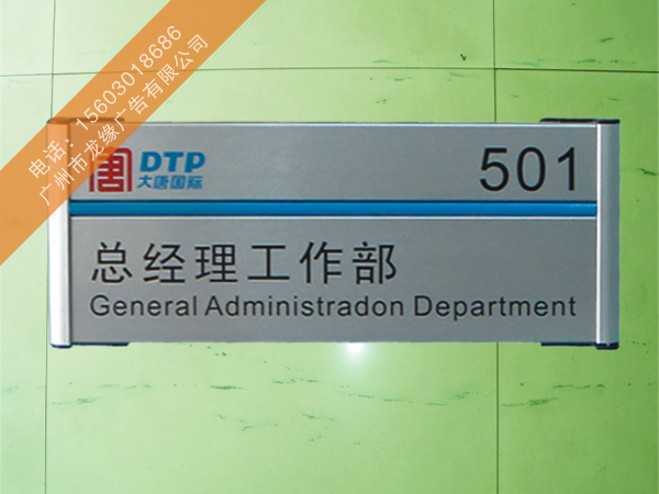 电话：15603018686
广州市龙缘广告有限公司
唐 DTP
大唐国际
501
总经理工作部
General Administradon Department